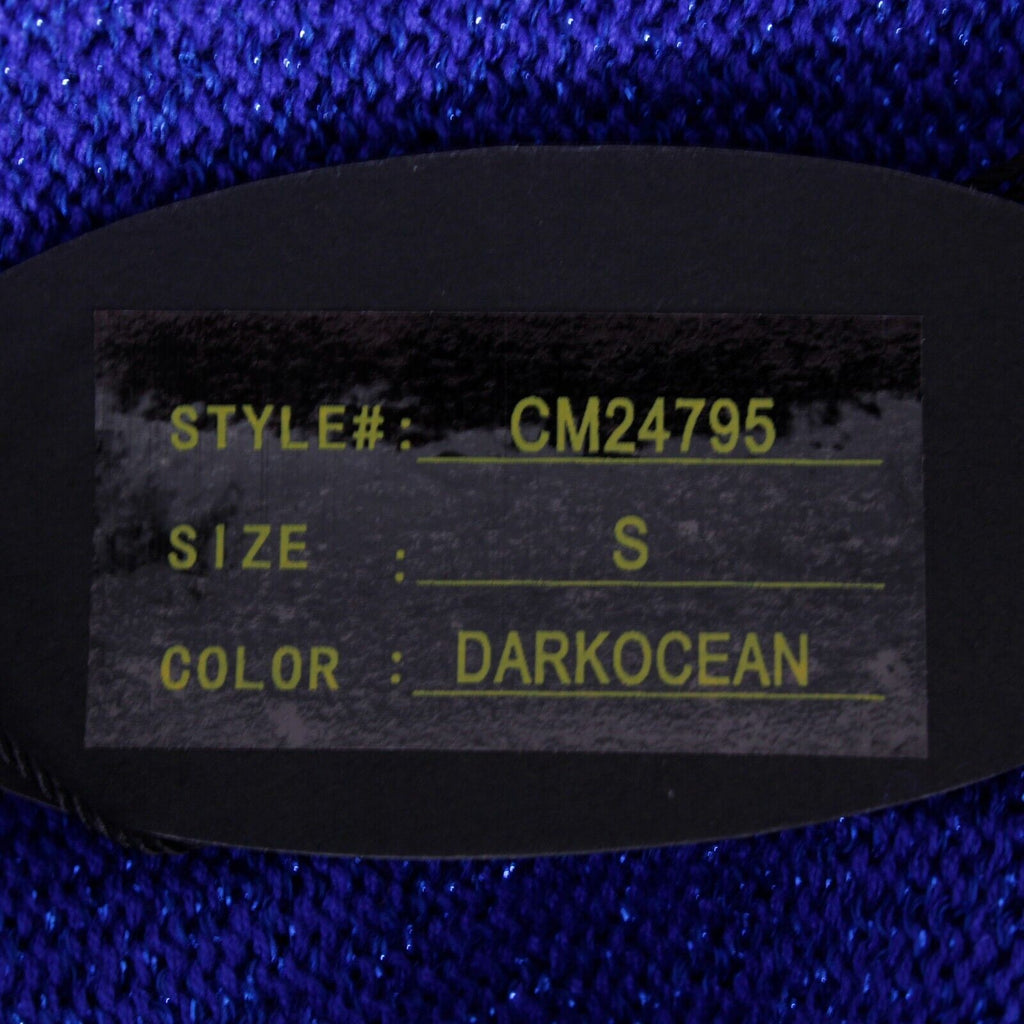 STYLE#: CM24795
SIZE : S
COLOR : DARKOCEAN